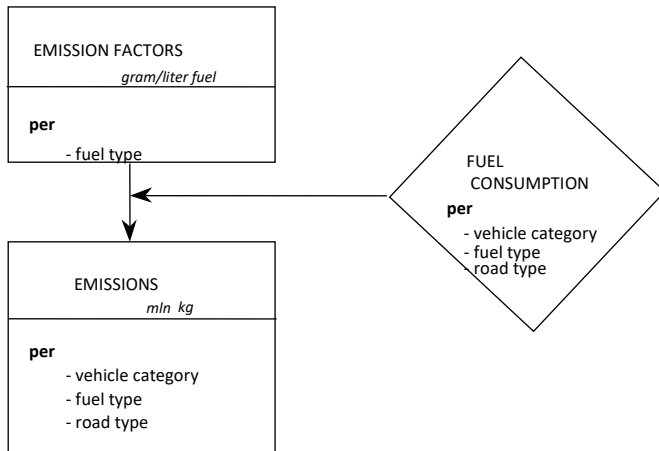 EMISSION FACTORS
gram/liter fuel
per
- fuel type
FUEL
CONSUMPTION
per
- vehicle category
- fuel type
- road type
EMISSIONS
mln kg
per
- vehicle category
- fuel type
- road type